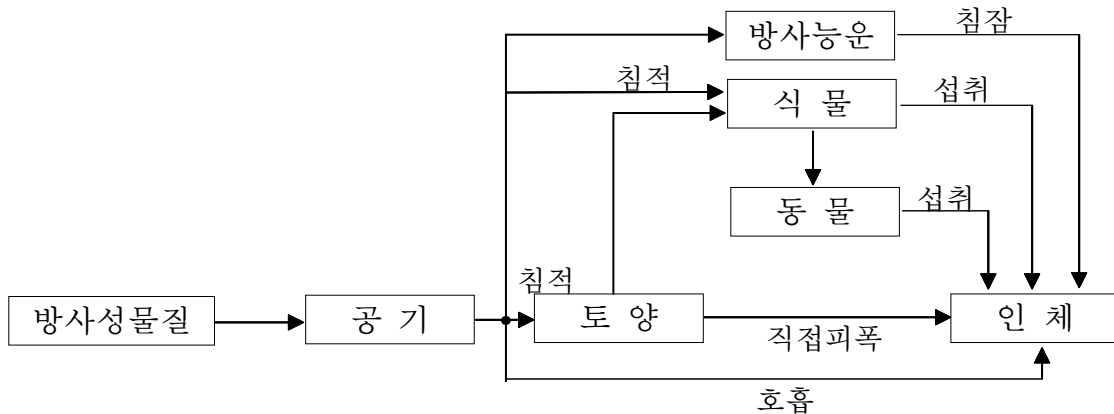 방사능운
침잠
침적
식 물
섭취
동 물
섭취
침적
방사성물질
공 기
토 양
인 체
직접피폭
호흡